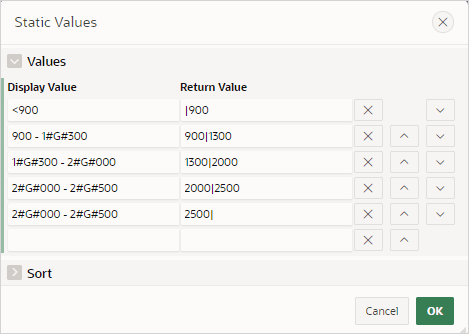 Static Values
Values
Display Value Return Value
<900 |900
900 - 1#G#300 900|1300
1#G#300 - 2#G#000 1300|2000
2#G#000 - 2#G#500 2000|2500
2#G#000 - 2#G#500 2500|
Sort
Cancel OK